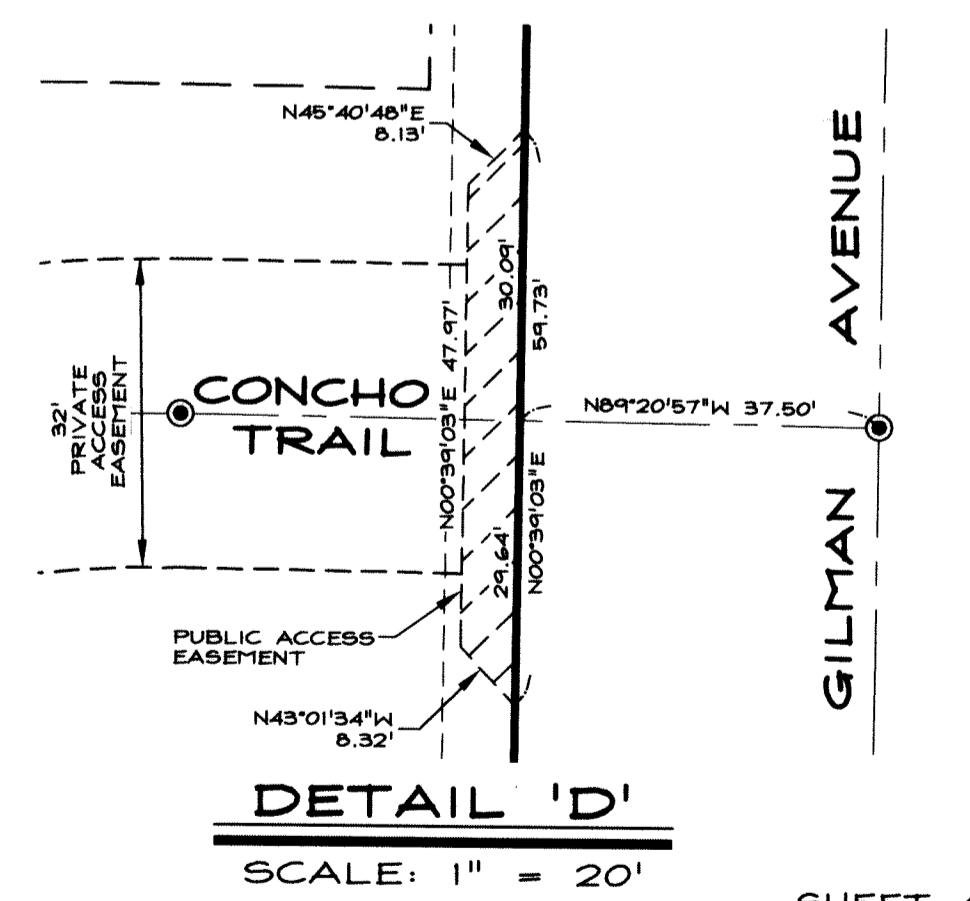 N45°40'48"E
8.13'
AVENUE
30.09'
59.73'
N00°39'03"E 47.97'
32'
PRIVATE
ACCESS
EASEMENT
CONCHO
TRAIL
N89°20'57"W 37.50'
29.64'
N00°39'03"E
GILMAN
PUBLIC ACCESS
EASEMENT
N43°01'34"W
8.32'
DETAIL 'D'
SCALE: 1" = 20'
SHEET